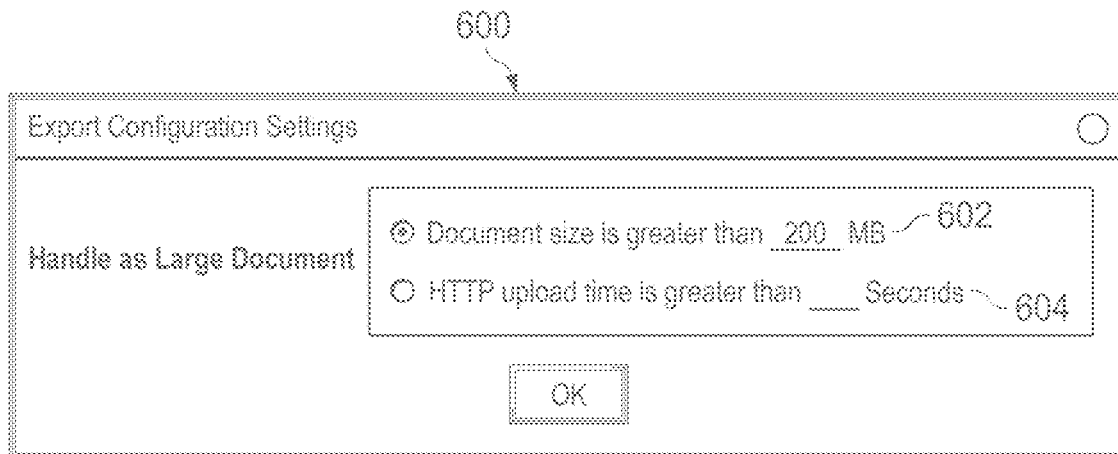 600
Export Configuration Settings
Handle as Large Document
Document size is greater than 200 MB 602
HTTP upload time is greater than ___ Seconds 604
OK